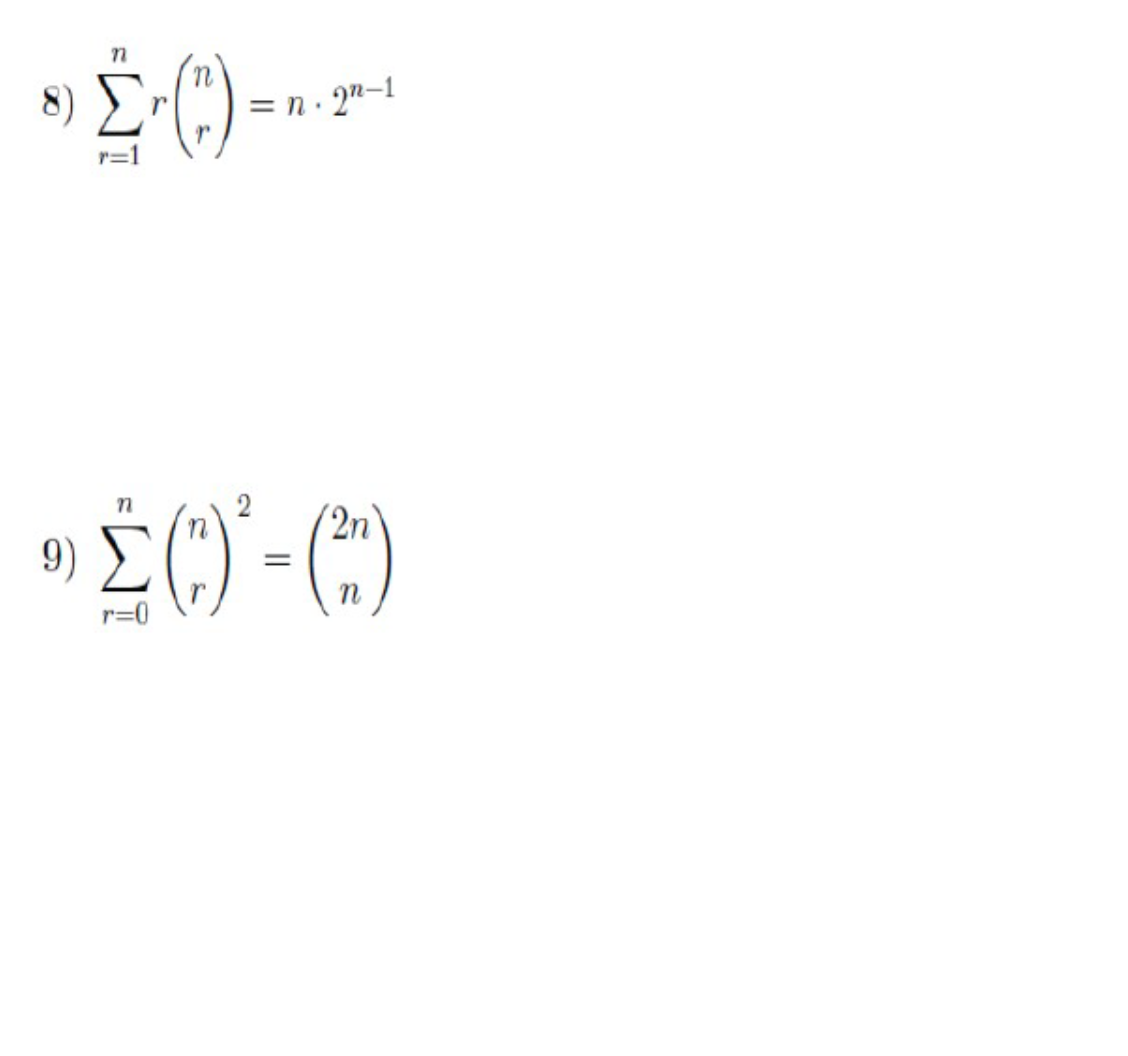 8) $\sum_{r=1}^{n} r \binom{n}{r} = n \cdot 2^{n-1}$
9) $\sum_{r=0}^{n} \binom{n}{r}^2 = \binom{2n}{n}$